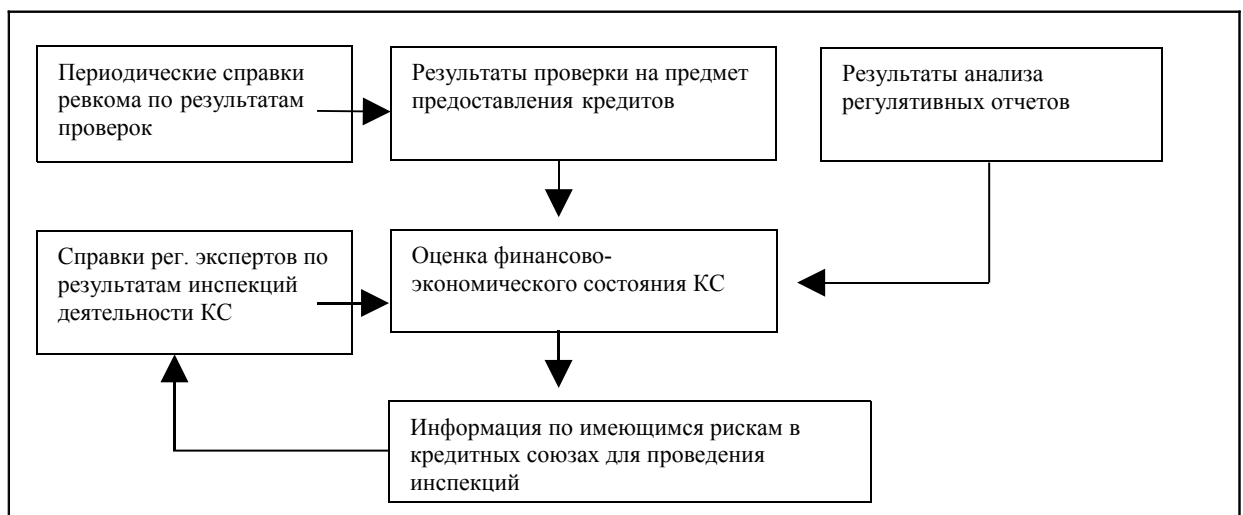 Периодические справки
ревкома по результатам
проверок
Результаты проверки на предмет
предоставления кредитов
Результаты анализа
регулятивных отчетов
Справки рег. экспертов по
результатам инспекций
деятельности КС
Оценка финансово-
экономического состояния КС
Информация по имеющимся рискам в
кредитных союзах для проведения
инспекций